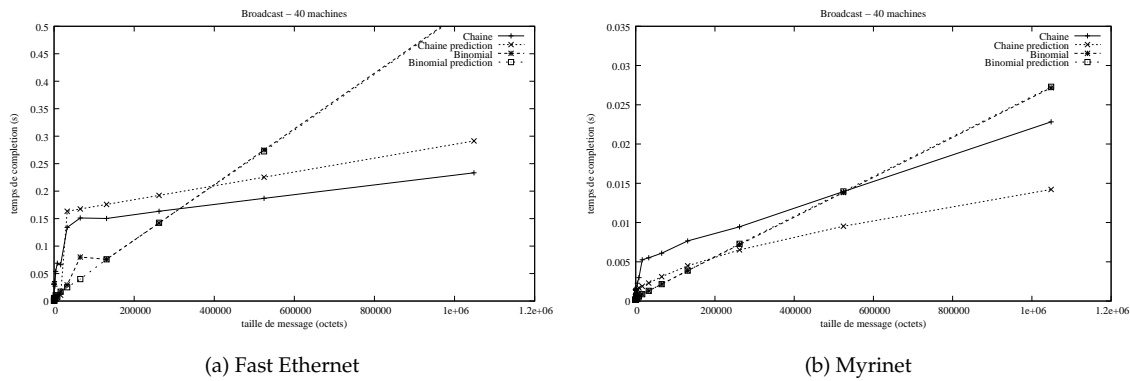 Broadcast – 40 machines
0.5
0.45
0.4
0.35
0.3
0.25
0.2
0.15
0.1
0.05
0
temps de completion (s)
Chaine
Chaine prediction
Binomial
Binomial prediction
0
200000
400000
600000
800000
1e+06
1.2e+06
taille de message (octets)
(a) Fast Ethernet
Broadcast – 40 machines
0.035
0.03
0.025
0.02
0.015
0.01
0.005
0
temps de completion (s)
Chaine
Chaine prediction
Binomial
Binomial prediction
0
200000
400000
600000
800000
1e+06
1.2e+06
taille de message (octets)
(b) Myrinet